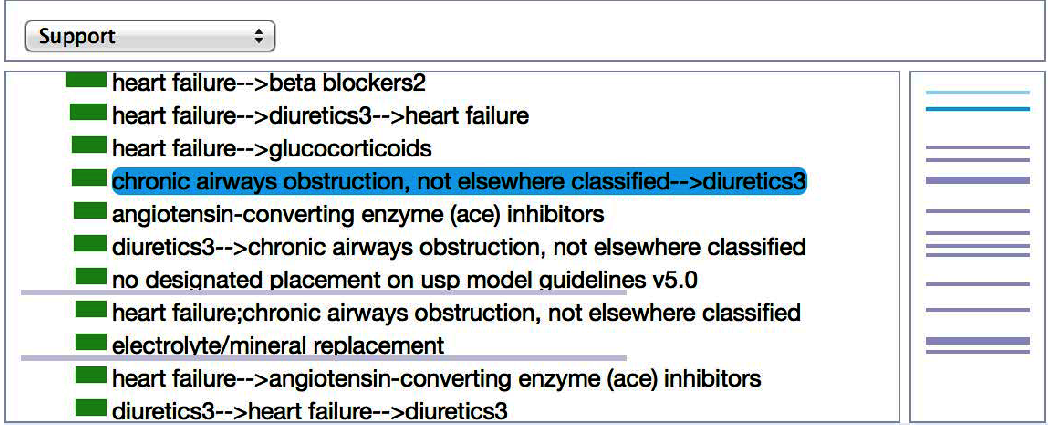 Support
heart failure-->beta blockers2
heart failure-->diuretics3-->heart failure
heart failure-->glucocorticoids
chronic airways obstruction, not elsewhere classified-->diuretics3
angiotensin-converting enzyme (ace) inhibitors
diuretics3-->chronic airways obstruction, not elsewhere classified
no designated placement on usp model guidelines v5.0
heart failure;chronic airways obstruction, not elsewhere classified
electrolyte/mineral replacement
heart failure-->angiotensin-converting enzyme (ace) inhibitors
diuretics3-->heart failure-->diuretics3